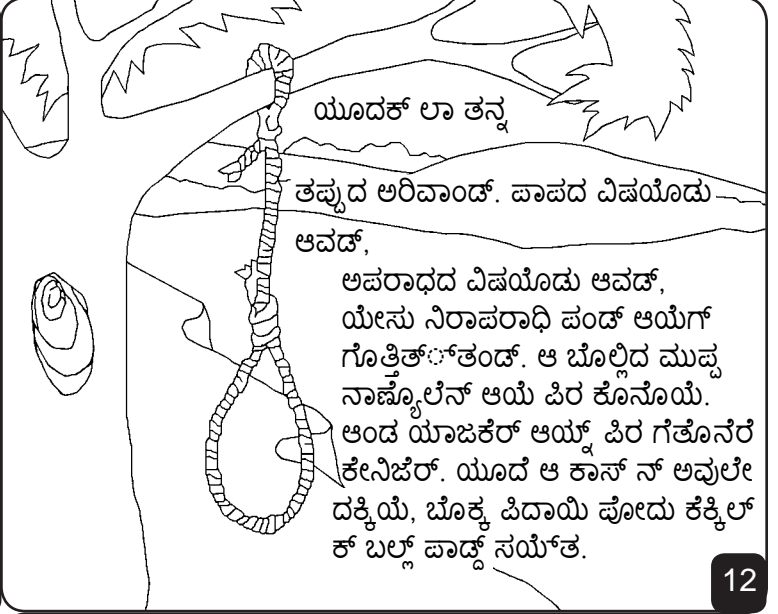 ಯೂದಕ್ ಲಾ ತನ್ನ
ತಪ್ಪುದ ಅರಿವಾಂಡ್. ಪಾಪದ ವಿಷಯೊಡು
ಆವಡ್,
ಅಪರಾಧದ ವಿಷಯೊಡು ಆವಡ್,
ಯೇಸು ನಿರಾಪರಾಧಿ ಪಂಡ್ ಆಯೆಗ್
ಗೊತ್ತಿತ್್ತಂಡ್. ಆ ಬೊಲ್ಲಿದ ಮುಪ್ಪ
ನಾಣ್ಯೊಲೆನ್ ಆಯೆ ಪಿರ ಕೊನೊಯೆ.
ಆಂಡ ಯಾಜಕೆರ್ ಆಯ್ನ್ ಪಿರ ಗೆತೊನೆರೆ
ಕೇನಿಜೆರ್. ಯೂದೆ ಆ ಕಾಸ್ ನ್ ಅವುಲೇ
ದಕ್ಕಿಯೆ, ಬೊಕ್ಕ ಪಿದಾಯಿ ಪೋದು ಕೆಕ್ಕಿಲ್
ಕ್ ಬಲ್ಲ್ ಪಾಡ್ದ್ ಸಯ್ತೆ.
12